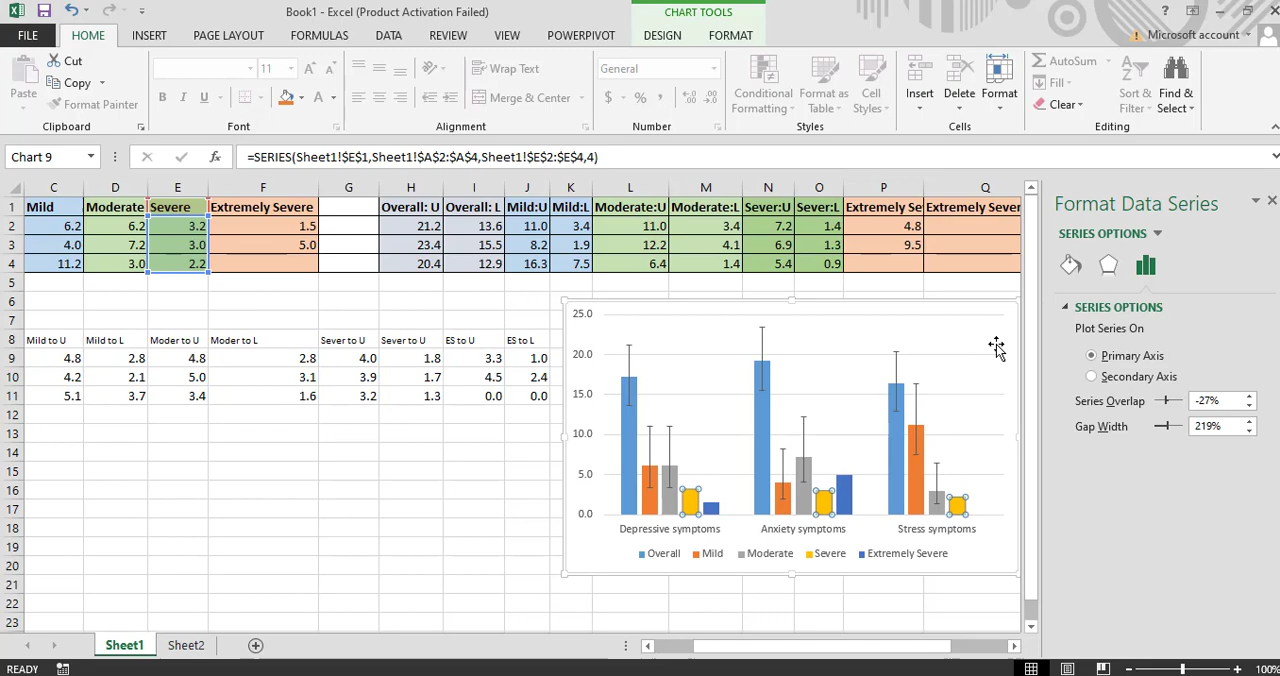 Book1 - Excel (Product Activation Failed)
CHART TOOLS
?
FILE HOME INSERT PAGE LAYOUT FORMULAS DATA REVIEW VIEW POWERPIVOT DESIGN FORMAT Microsoft account
Paste
Cut
Copy
Format Painter
Clipboard
11 A A
B I U A
Font
Wrap Text
Merge & Center
Alignment
General
$ % ,
Number
Conditional Formatting
Format as Table
Cell Styles
Styles
Insert Delete Format
Cells
AutoSum
Fill
Clear
Sort & Filter
Find & Select
Editing
Chart 9 fx =SERIES(Sheet1!$E$1,Sheet1!$A$2:$A$4,Sheet1!$E$2:$E$4,4)
C D E F G H I J K L M N O P Q
1 Mild Moderate Severe Extremely Severe Overall: U Overall: L Mild:U Mild:L Moderate:U Moderate:L Sever:U Sever:L Extremely Se Extremely Sever
2 6.2 6.2 3.2 1.5 21.2 13.6 11.0 3.4 11.0 3.4 7.2 1.4 4.8
3 4.0 7.2 3.0 5.0 23.4 15.5 8.2 1.9 12.2 4.1 6.9 1.3 9.5
4 11.2 3.0 2.2 20.4 12.9 16.3 7.5 6.4 1.4 5.4 0.9
5
6
7
8 Mild to U Mild to L Moder to U Moder to L Sever to U Sever to U ES to U ES to L
9 4.8 2.8 4.8 2.8 4.0 1.8 3.3 1.0
10 4.2 2.1 5.0 3.1 3.9 1.7 4.5 2.4
11 5.1 3.7 3.4 1.6 3.2 1.3 0.0 0.0
12
13
14
15
16
17
18
19
20
21
22
23
25.0
20.0
15.0
10.0
5.0
0.0
Depressive symptoms Anxiety symptoms Stress symptoms
Overall Mild Moderate Severe Extremely Severe
Format Data Series
SERIES OPTIONS
SERIES OPTIONS
Plot Series On
Primary Axis
Secondary Axis
Series Overlap -27%
Gap Width 219%
Sheet1 Sheet2
READY 100%